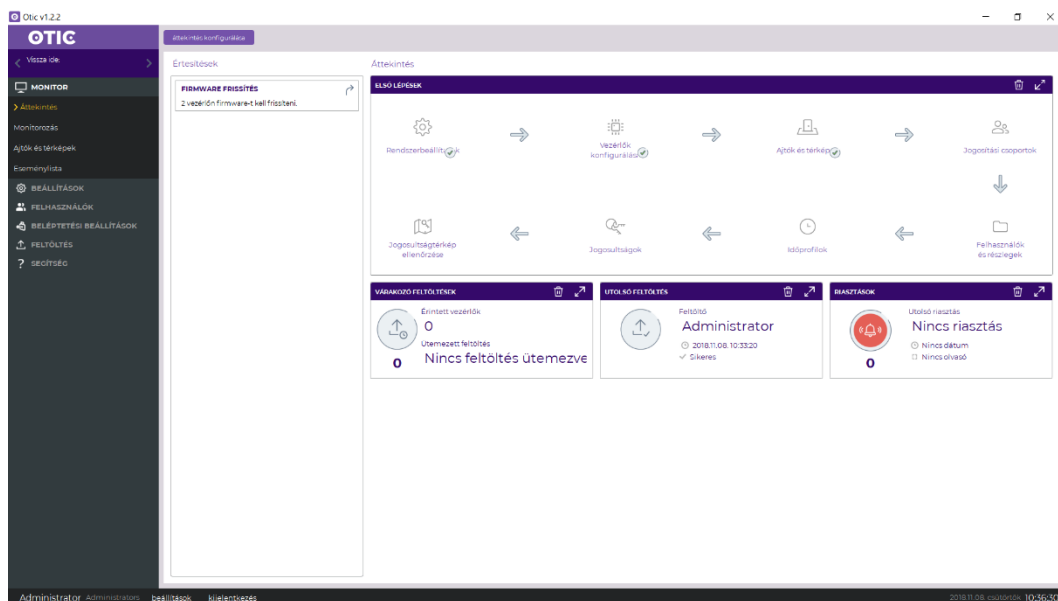 Otic v1.2.2
OTIC
Áttekintés konfigurálása
Vissza ide:
MONITOR
Áttekintés
Monitorozás
Ajtók és térképek
Eseménylista
BEÁLLÍTÁSOK
FELHASZNÁLÓK
BELÉPTETÉSI BEÁLLÍTÁSOK
FELTÖLTÉS
SEGÍTSÉG
Értesítések
FIRMWARE FRISSÍTÉS
2 vezérlőn firmware-t kell frissíteni.
Áttekintés
ELSŐ LÉPÉSEK
Rendszerbeállítások
Vezérlők
konfigurálása
Ajtók és térképek
Jogosítási csoportok
Jogosultságtérkép
ellenőrzése
Jogosultságok
Időprofilok
Felhasználók
és részlegek
VÁRAKOZÓ FELTÖLTÉSEK
Érintett vezérlők
0
Ütemezett feltöltés
Nincs feltöltés ütemezve
0
UTOLSÓ FELTÖLTÉS
Feltöltő
Administrator
2018.11.08. 10:33:20
Sikeres
RIASZTÁSOK
Utolsó riasztás
Nincs riasztás
Nincs dátum
Nincs olvasó
0
Administrator Administrators beállítások kijelentkezés
2018.11.08. csütörtök 10:36:30